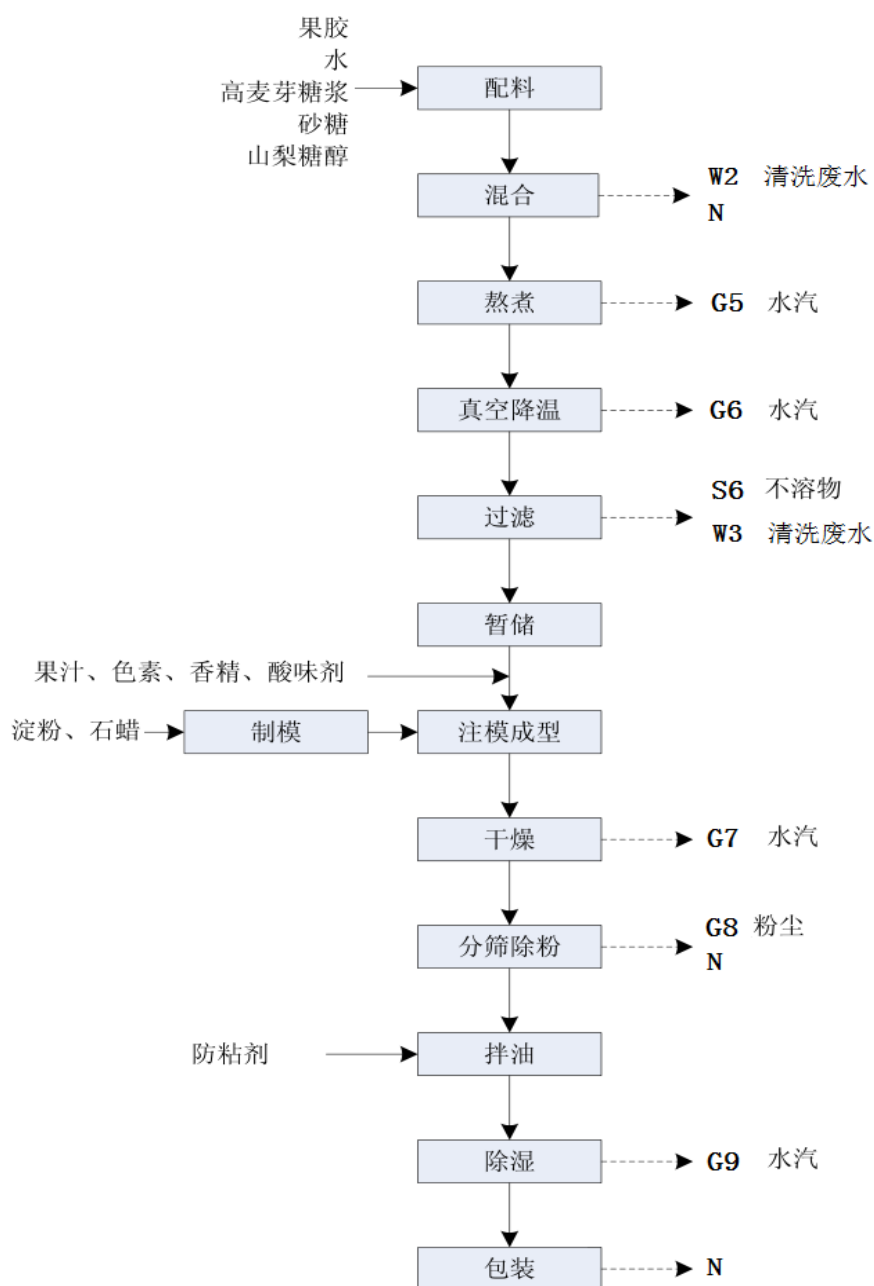 果胶
水
高麦芽糖浆
砂糖
山梨糖醇
配料
混合
W2 清洗废水
N
熬煮
G5 水汽
真空降温
G6 水汽
过滤
S6 不溶物
W3 清洗废水
暂储
果汁、色素、香精、酸味剂
淀粉、石蜡
制模
注模成型
干燥
G7 水汽
分筛除粉
G8 粉尘
N
防粘剂
拌油
除湿
G9 水汽
包装
N